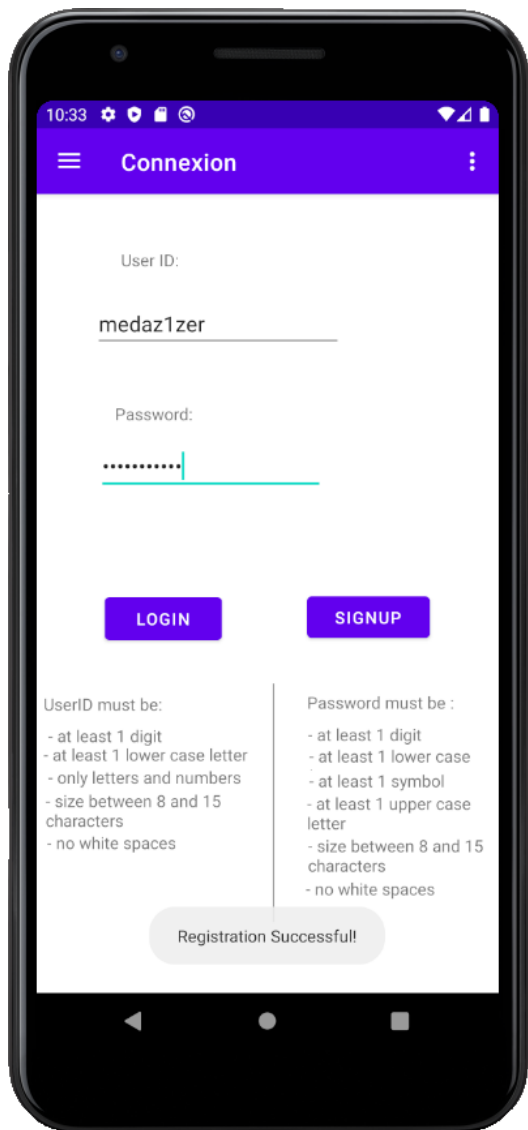 10:33
Connexion
User ID:
medaz1zer
Password:
•••••••••••
LOGIN
SIGNUP
UserID must be:
- at least 1 digit
- at least 1 lower case letter
- only letters and numbers
- size between 8 and 15
characters
- no white spaces
Password must be :
- at least 1 digit
- at least 1 lower case
- at least 1 symbol
- at least 1 upper case
letter
- size between 8 and 15
characters
- no white spaces
Registration Successful!